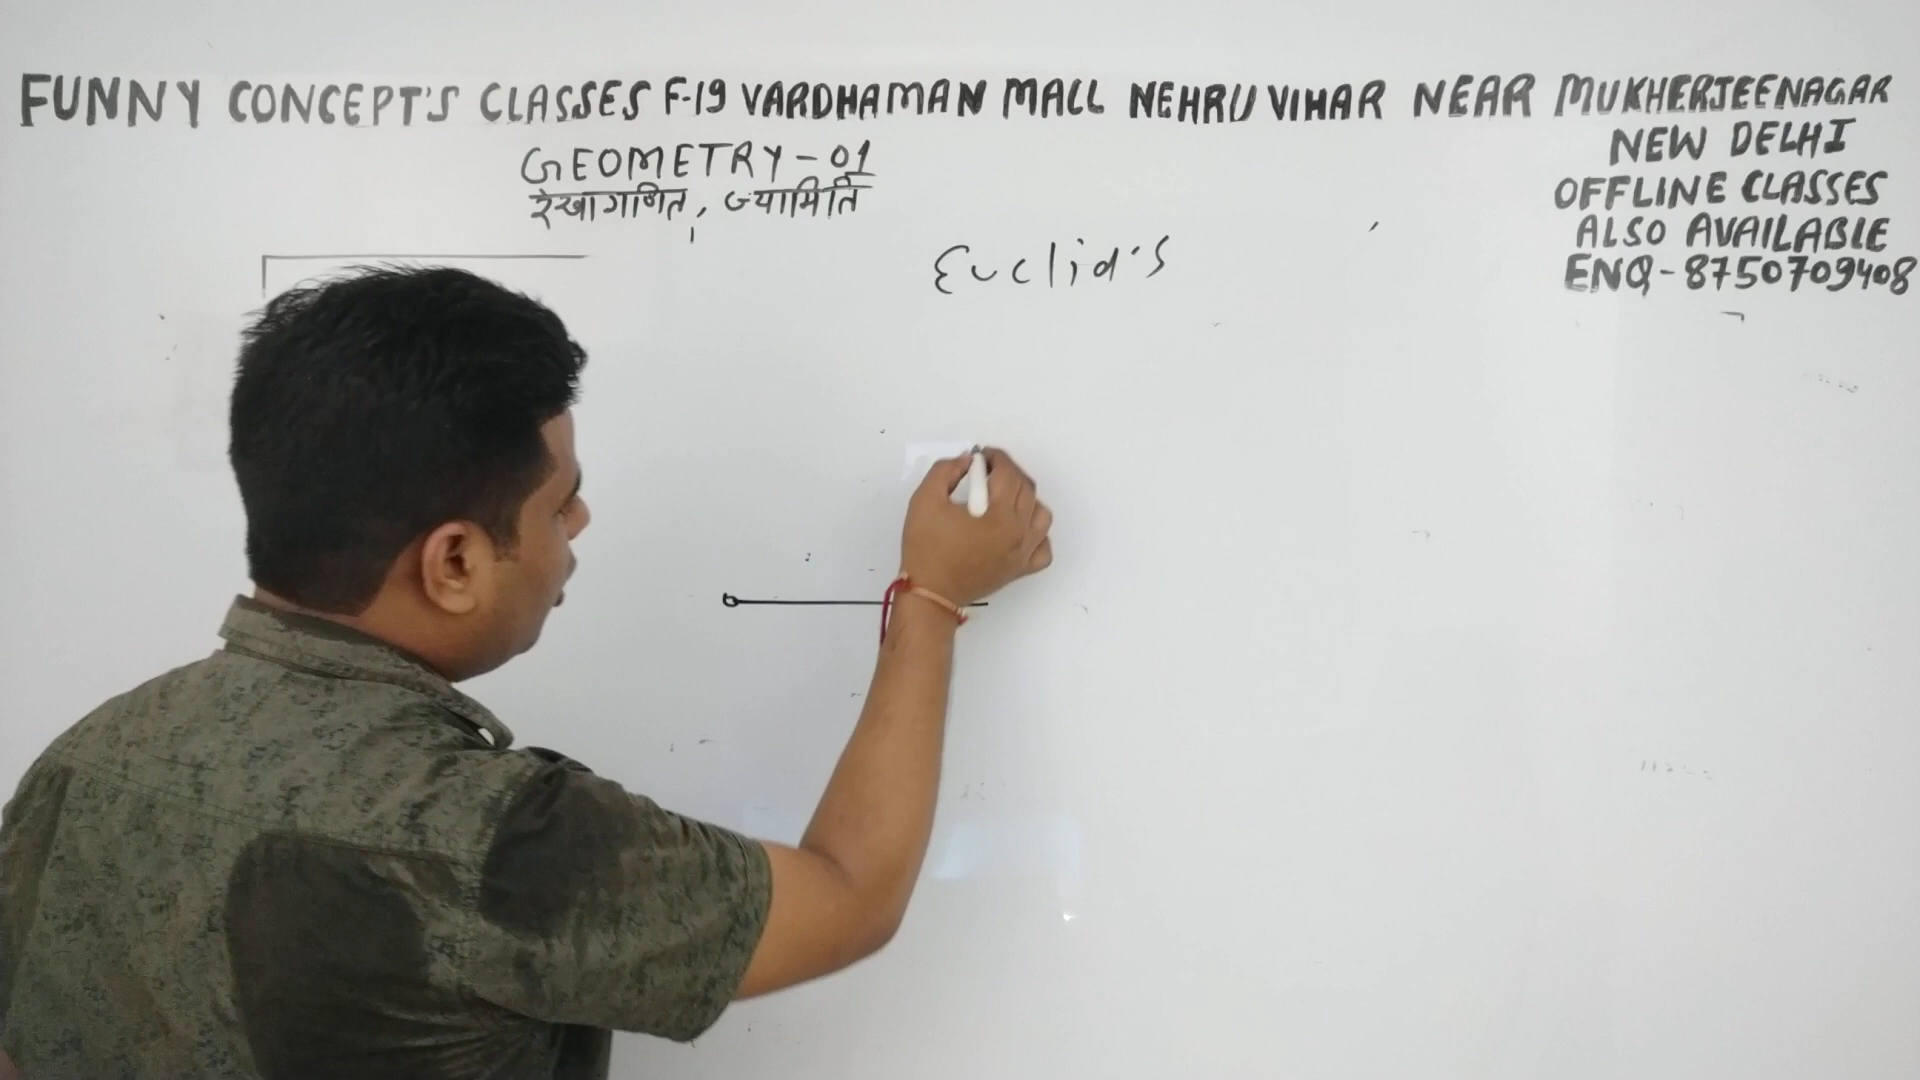 FUNNY CONCEPT'S CLASSES F-19 VARDHAMAN MALL NEHRU VIHAR NEAR MUKHERJEENAGAR
NEW DELHI
OFFLINE CLASSES
ALSO AVAILABLE
ENQ-8750709408
GEOMETRY-01
रेखागणित, ज्यामिति
Euclid's